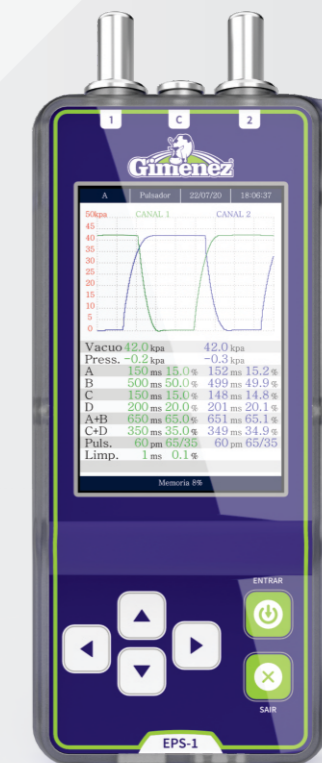 1 C 2
Gimenez
A Pulsador 22/07/20 18:06:37
50kpa CANAL 1 CANAL 2
45
40
35
30
25
20
15
10
5
0
Vacuo 42.0 kpa 42.0 kpa
Press. -0.2 kpa -0.3 kpa
A 150 ms 15.0 % 152 ms 15.2 %
B 500 ms 50.0 % 499 ms 49.9 %
C 150 ms 15.0 % 148 ms 14.8 %
D 200 ms 20.0 % 201 ms 20.1 %
A+B 650 ms 65.0 % 651 ms 65.1 %
C+D 350 ms 35.0 % 349 ms 34.9 %
Puls. 60 pm 65/35 60 pm 65/35
Limp. 1 ms 0.1 %
Memoria 8%
ENTRAR
SAIR
EPS-1